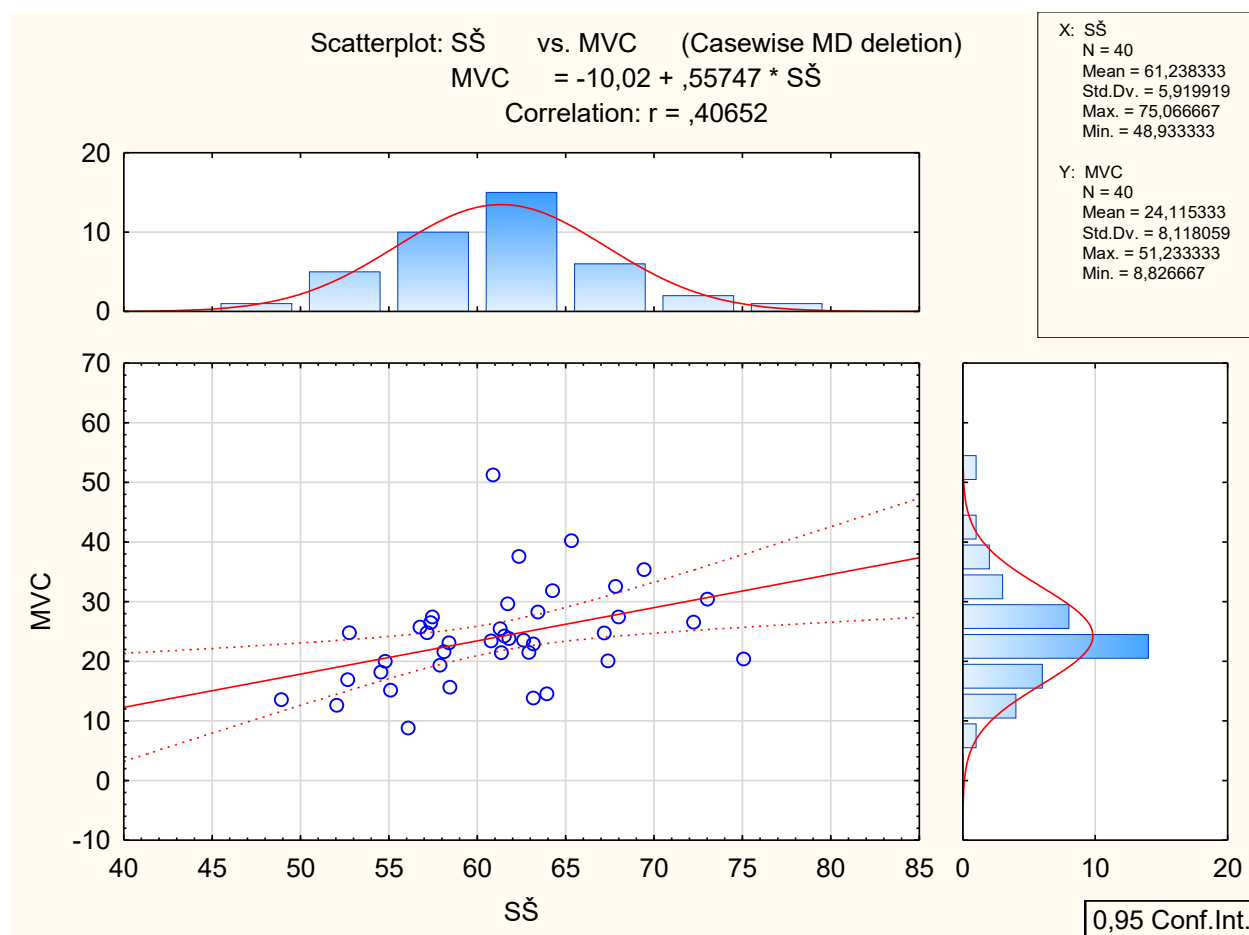 Scatterplot: SŠ vs. MVC (Casewise MD deletion)
MVC = -10,02 + ,55747 * SŠ
Correlation: r = ,40652
X: SŠ
N = 40
Mean = 61,238333
Std.Dv. = 5,919919
Max. = 75,066667
Min. = 48,933333
Y: MVC
N = 40
Mean = 24,115333
Std.Dv. = 8,118059
Max. = 51,233333
Min. = 8,826667
20
10
0
70
60
50
40
30
20
10
0
-10
MVC
40 45 50 55 60 65 70 75 80 85
SŠ
0 10 20
0,95 Conf.Int.